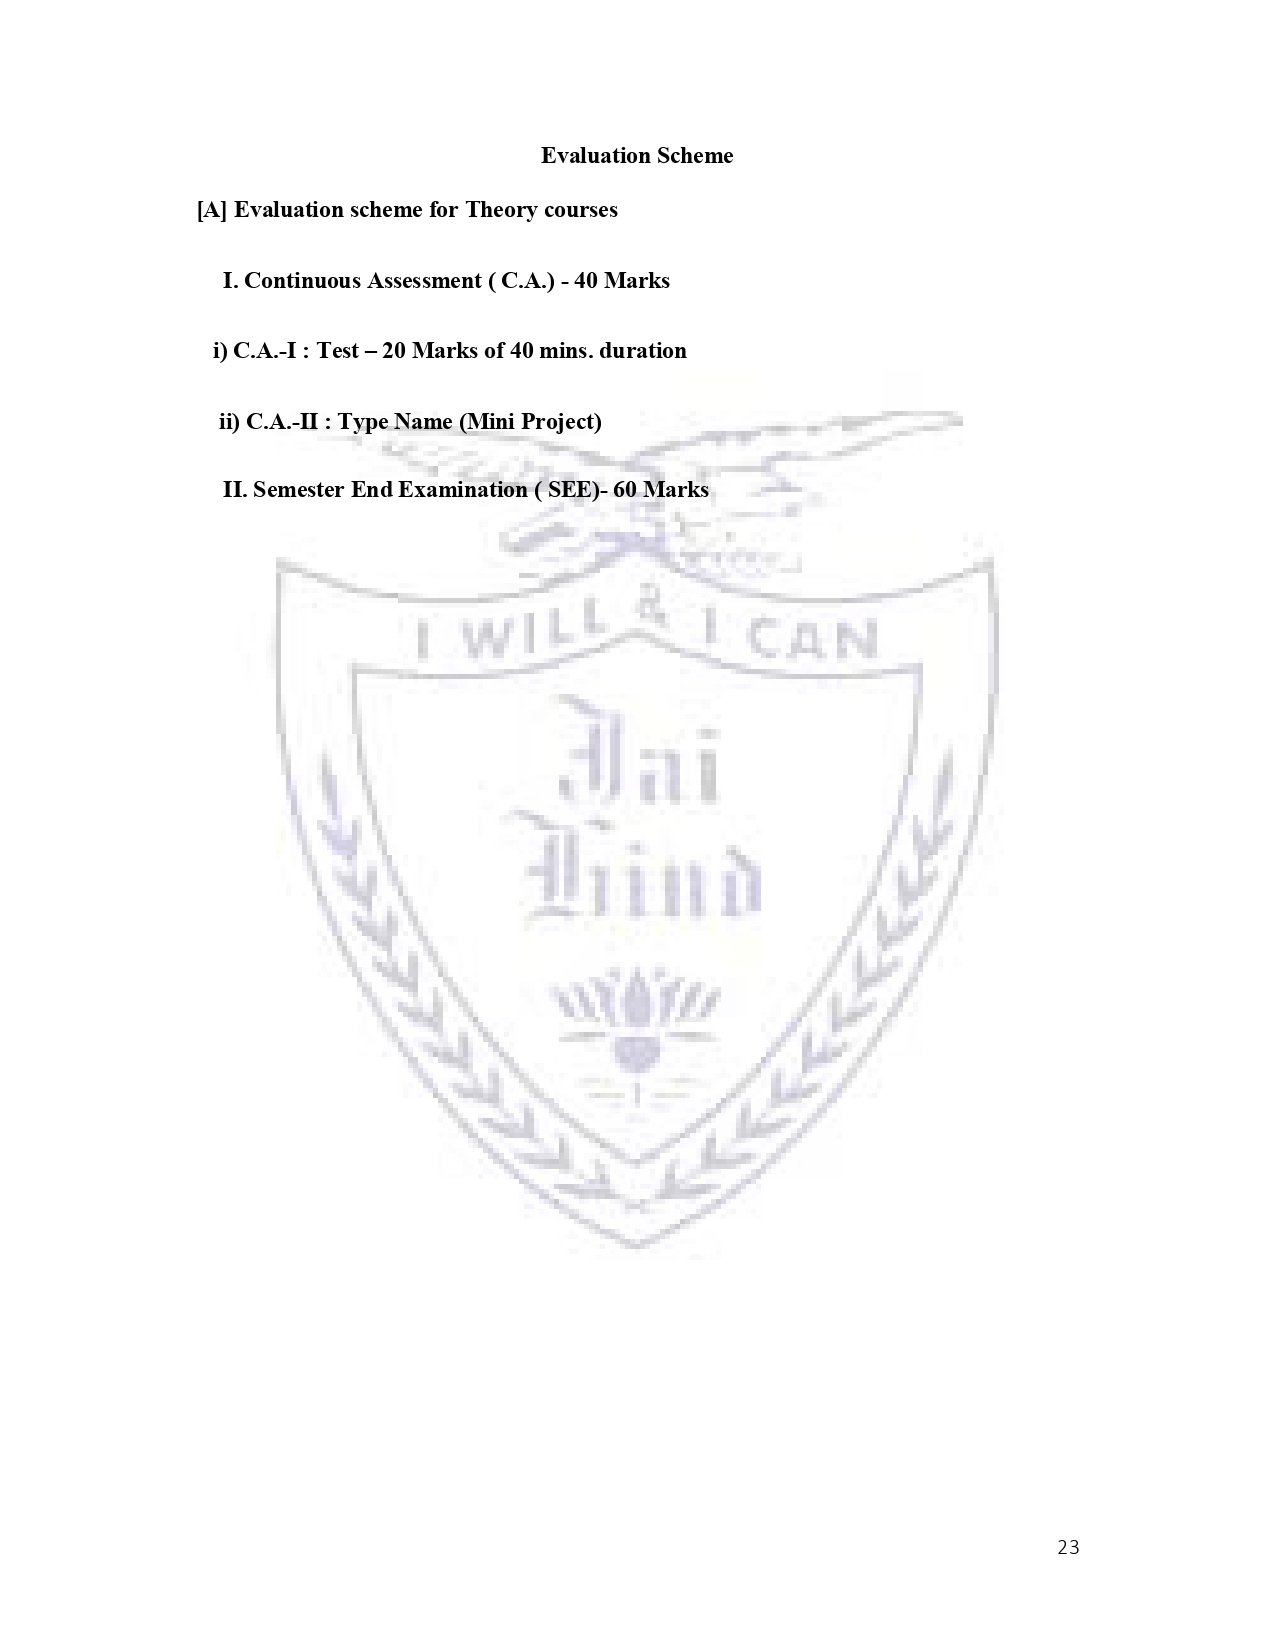 Evaluation Scheme
[A] Evaluation scheme for Theory courses
I. Continuous Assessment ( C.A.) - 40 Marks
i) C.A.-I : Test – 20 Marks of 40 mins. duration
ii) C.A.-II : Type Name (Mini Project)
II. Semester End Examination ( SEE)- 60 Marks
I WILL & I CAN
Jai
Hind
23